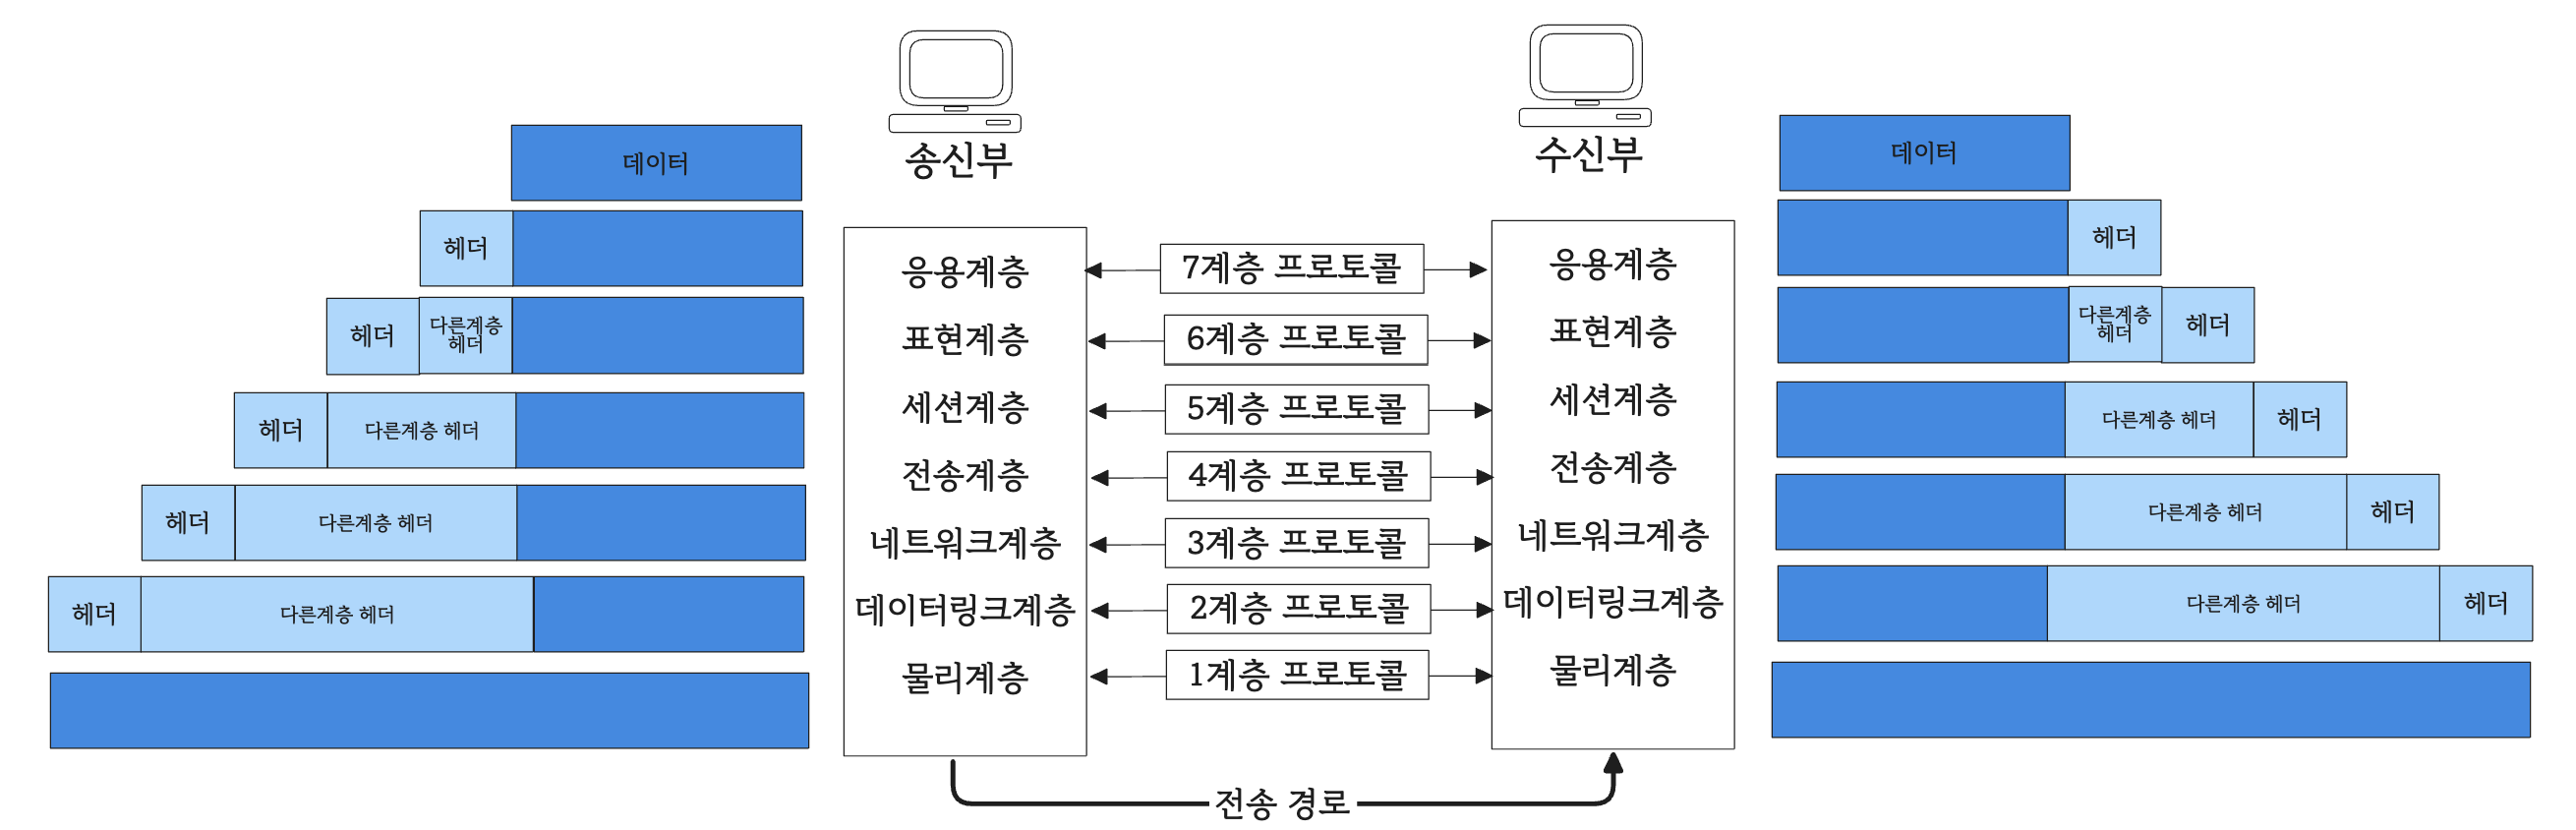 송신부
수신부
데이터
헤더
헤더
다른계층
헤더
헤더
다른계층 헤더
헤더
다른계층 헤더
헤더
다른계층 헤더
응용계층
표현계층
세션계층
전송계층
네트워크계층
데이터링크계층
물리계층
7계층 프로토콜
6계층 프로토콜
5계층 프로토콜
4계층 프로토콜
3계층 프로토콜
2계층 프로토콜
1계층 프로토콜
응용계층
표현계층
세션계층
전송계층
네트워크계층
데이터링크계층
물리계층
데이터
헤더
다른계층
헤더
헤더
다른계층 헤더
헤더
다른계층 헤더
헤더
다른계층 헤더
헤더
전송 경로